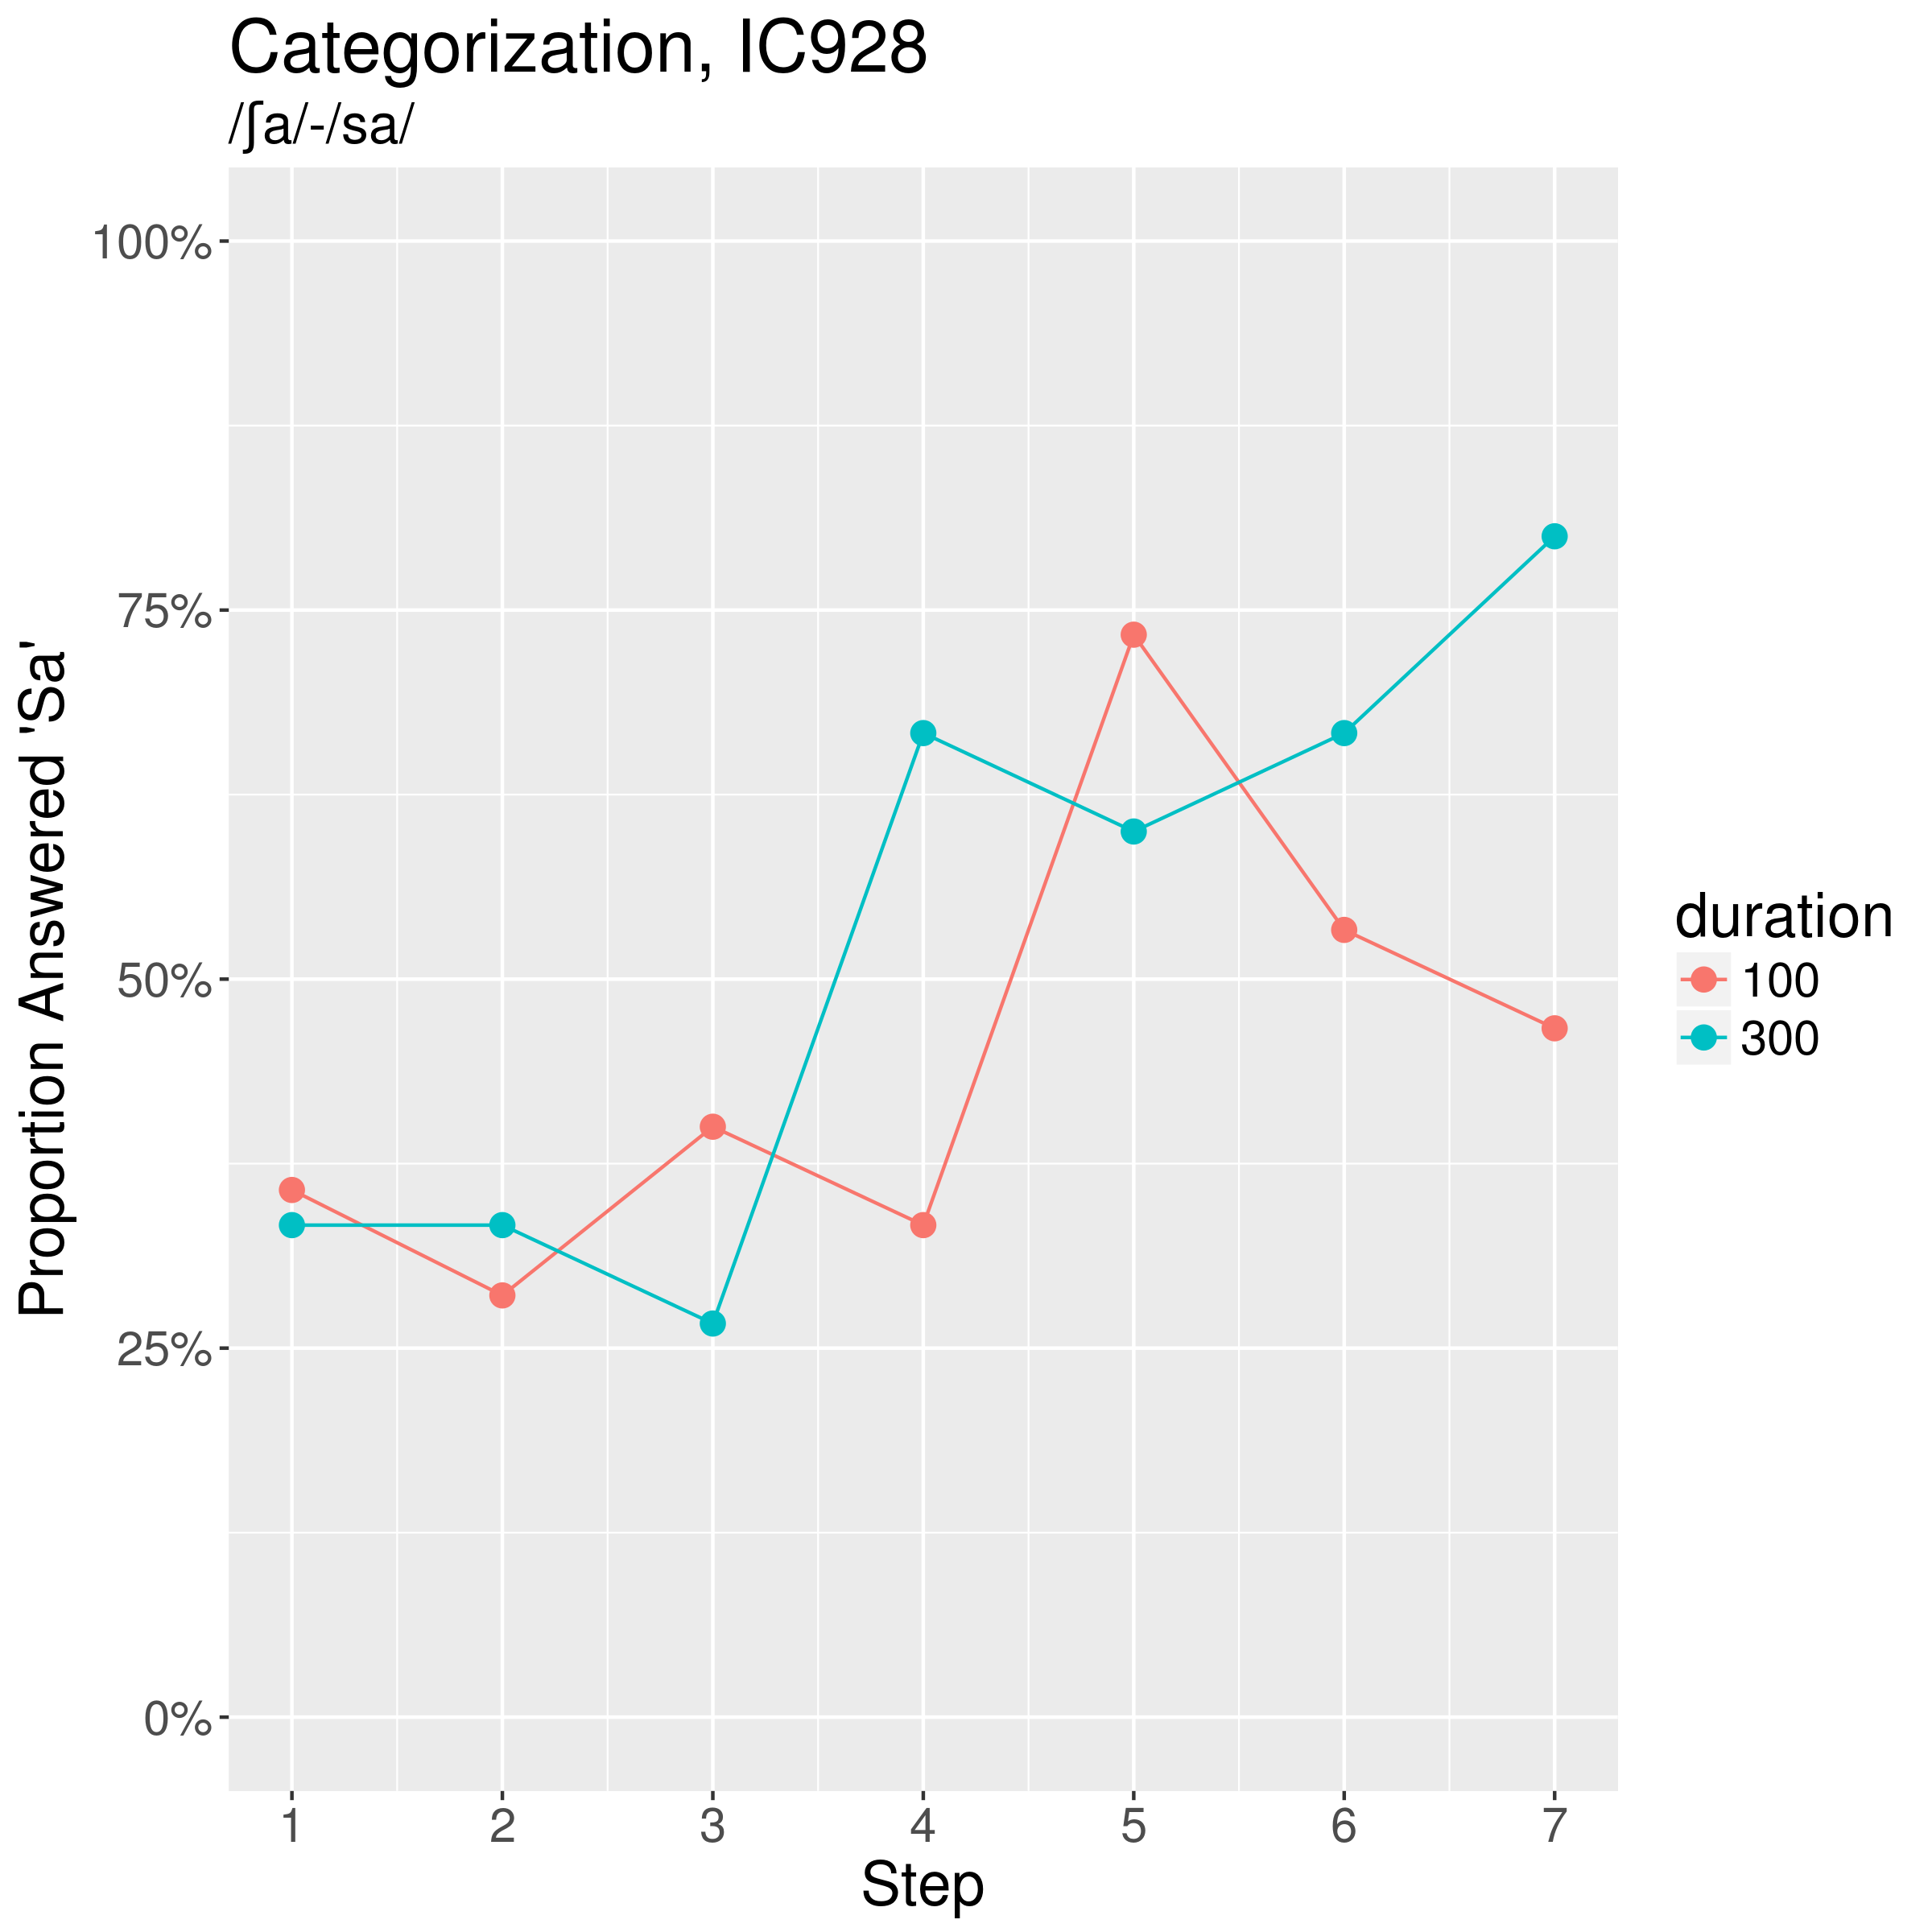 Categorization, IC928
/ʃa/-/sa/
Proportion Answered 'Sa'
100%
75%
50%
25%
0%
1 2 3 4 5 6 7
Step
duration
100
300